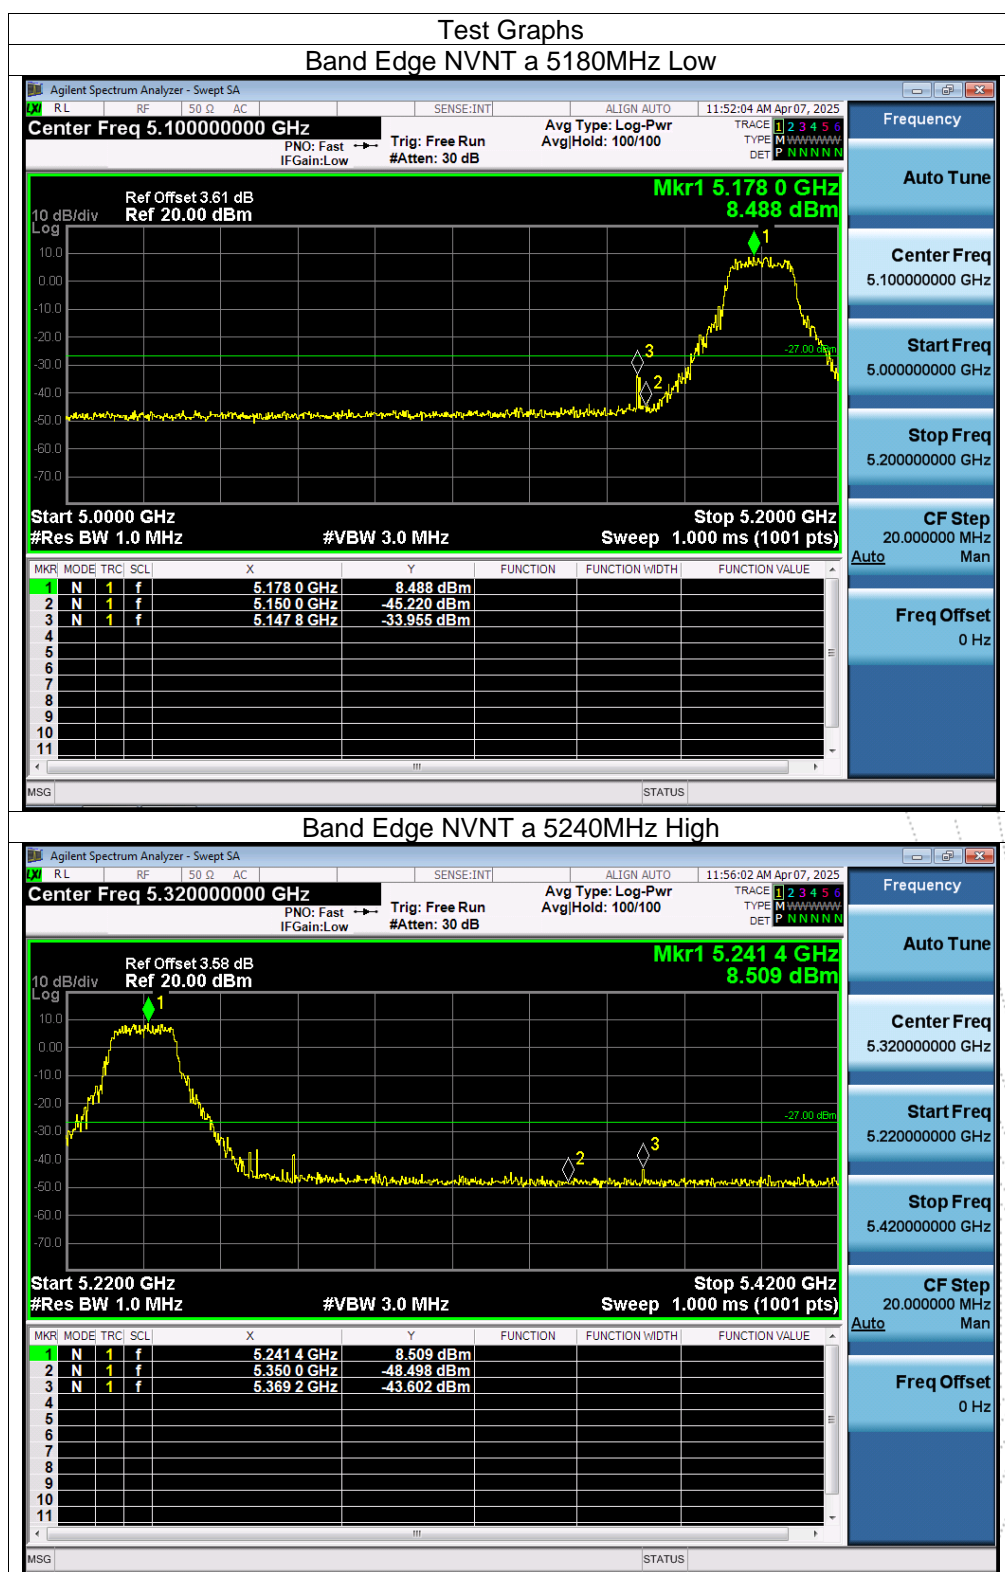 Test Graphs
Band Edge NVNT a 5180MHz Low
Agilent Spectrum Analyzer - Swept SA
LXI RL RF 50 Ω AC SENSE:INT ALIGN AUTO 11:52:04 AM Apr 07, 2025
Center Freq 5.100000000 GHz
PNO: Fast
IFGain:Low
Trig: Free Run
#Atten: 30 dB
Avg Type: Log-Pwr
Avg|Hold: 100/100
TRACE 1 2 3 4 5 6
TYPE M WWWWW
DET P N N N N N
Frequency
Auto Tune
Mkr1 5.178 0 GHz
8.488 dBm
Ref Offset 3.61 dB
10 dB/div Ref 20.00 dBm
Log
10.0
0.00
-10.0
-20.0
-30.0
-40.0
-50.0
-60.0
-70.0
1
3
2
-27.00 dBm
Center Freq
5.100000000 GHz
Start Freq
5.000000000 GHz
Stop Freq
5.200000000 GHz
CF Step
20.000000 MHz
Auto Man
Freq Offset
0 Hz
Start 5.0000 GHz Stop 5.2000 GHz
#Res BW 1.0 MHz #VBW 3.0 MHz Sweep 1.000 ms (1001 pts)
MKR MODE TRC SCL X Y FUNCTION FUNCTION WIDTH FUNCTION VALUE
1 N 1 f 5.178 0 GHz 8.488 dBm
2 N 1 f 5.150 0 GHz -45.220 dBm
3 N 1 f 5.147 8 GHz -33.955 dBm
4
5
6
7
8
9
10
11
MSG STATUS
Band Edge NVNT a 5240MHz High
Agilent Spectrum Analyzer - Swept SA
LXI RL RF 50 Ω AC SENSE:INT ALIGN AUTO 11:56:02 AM Apr 07, 2025
Center Freq 5.320000000 GHz
PNO: Fast
IFGain:Low
Trig: Free Run
#Atten: 30 dB
Avg Type: Log-Pwr
Avg|Hold: 100/100
TRACE 1 2 3 4 5 6
TYPE M WWWWW
DET P N N N N N
Frequency
Auto Tune
Mkr1 5.241 4 GHz
8.509 dBm
Ref Offset 3.58 dB
10 dB/div Ref 20.00 dBm
Log
10.0
0.00
-10.0
-20.0
-30.0
-40.0
-50.0
-60.0
-70.0
1
2
3
-27.00 dBm
Center Freq
5.320000000 GHz
Start Freq
5.220000000 GHz
Stop Freq
5.420000000 GHz
CF Step
20.000000 MHz
Auto Man
Freq Offset
0 Hz
Start 5.2200 GHz Stop 5.4200 GHz
#Res BW 1.0 MHz #VBW 3.0 MHz Sweep 1.000 ms (1001 pts)
MKR MODE TRC SCL X Y FUNCTION FUNCTION WIDTH FUNCTION VALUE
1 N 1 f 5.241 4 GHz 8.509 dBm
2 N 1 f 5.350 0 GHz -48.498 dBm
3 N 1 f 5.369 2 GHz -43.602 dBm
4
5
6
7
8
9
10
11
MSG STATUS